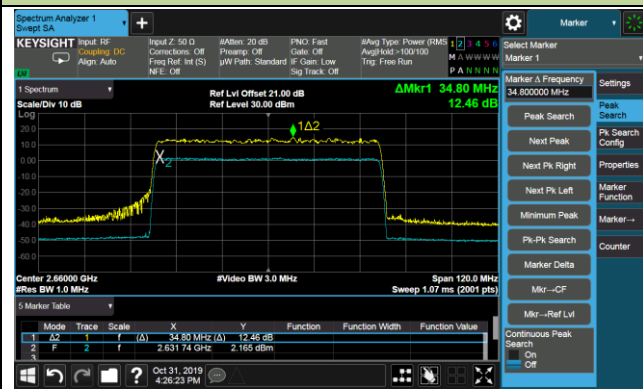 Spectrum Analyzer 1
Swept SA
Marker
KEYSIGHT
Input: RF
Coupling: DC
Align: Auto
Input Z: 50 Ω
Corrections: Off
Freq Ref: Int (S)
NFE: Off
#Atten: 20 dB
Preamp: Off
µW Path: Standard
PNO: Fast
Gate: Off
IF Gain: Low
Sig Track: Off
#Avg Type: Power (RMS
Avg|Hold:>100/100
Trig: Free Run
1 2 3 4 5 6
M A W W W W
P A N N N N
LXI
Select Marker
Marker 1
Marker Δ Frequency
34.800000 MHz
Settings
Peak Search
Peak
Search
Next Peak
Pk Search
Config
Next Pk Right
Properties
Next Pk Left
Marker
Function
Minimum Peak
Marker→
Pk-Pk Search
Counter
Marker Delta
Mkr→CF
Mkr→Ref Lvl
Continuous Peak
Search
On
Off
1 Spectrum
Scale/Div 10 dB
Log
Ref Lvl Offset 21.00 dB
Ref Level 30.00 dBm
ΔMkr1 34.80 MHz
12.46 dB
20.0
10.0
0.00
-10.0
-20.0
-30.0
-40.0
-50.0
-60.0
1Δ2
X2
Center 2.66000 GHz
#Res BW 1.0 MHz
#Video BW 3.0 MHz
Span 120.0 MHz
Sweep 1.07 ms (2001 pts)
5 Marker Table
Mode Trace Scale X Y Function Function Width Function Value
1 Δ2 1 f (Δ) 34.80 MHz (Δ) 12.46 dB
2 F 2 f 2.631 74 GHz 2.165 dBm
3
?
Oct 31, 2019
4:26:23 PM